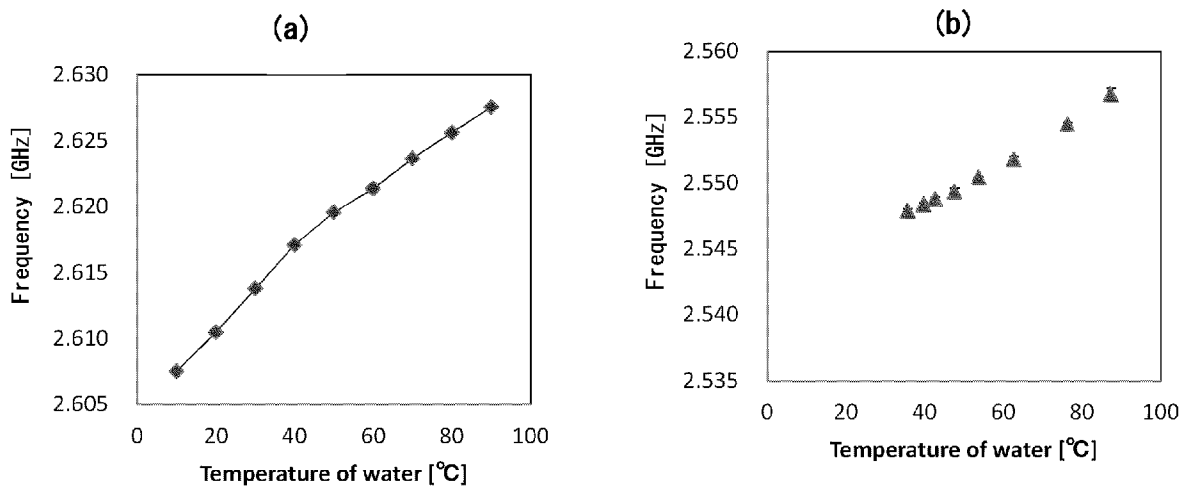 (a)
2.630
2.625
2.620
2.615
2.610
2.605
Frequency [GHz]
0 20 40 60 80 100
Temperature of water [℃]
(b)
2.560
2.555
2.550
2.545
2.540
2.535
Frequency [GHz]
0 20 40 60 80 100
Temperature of water [℃]